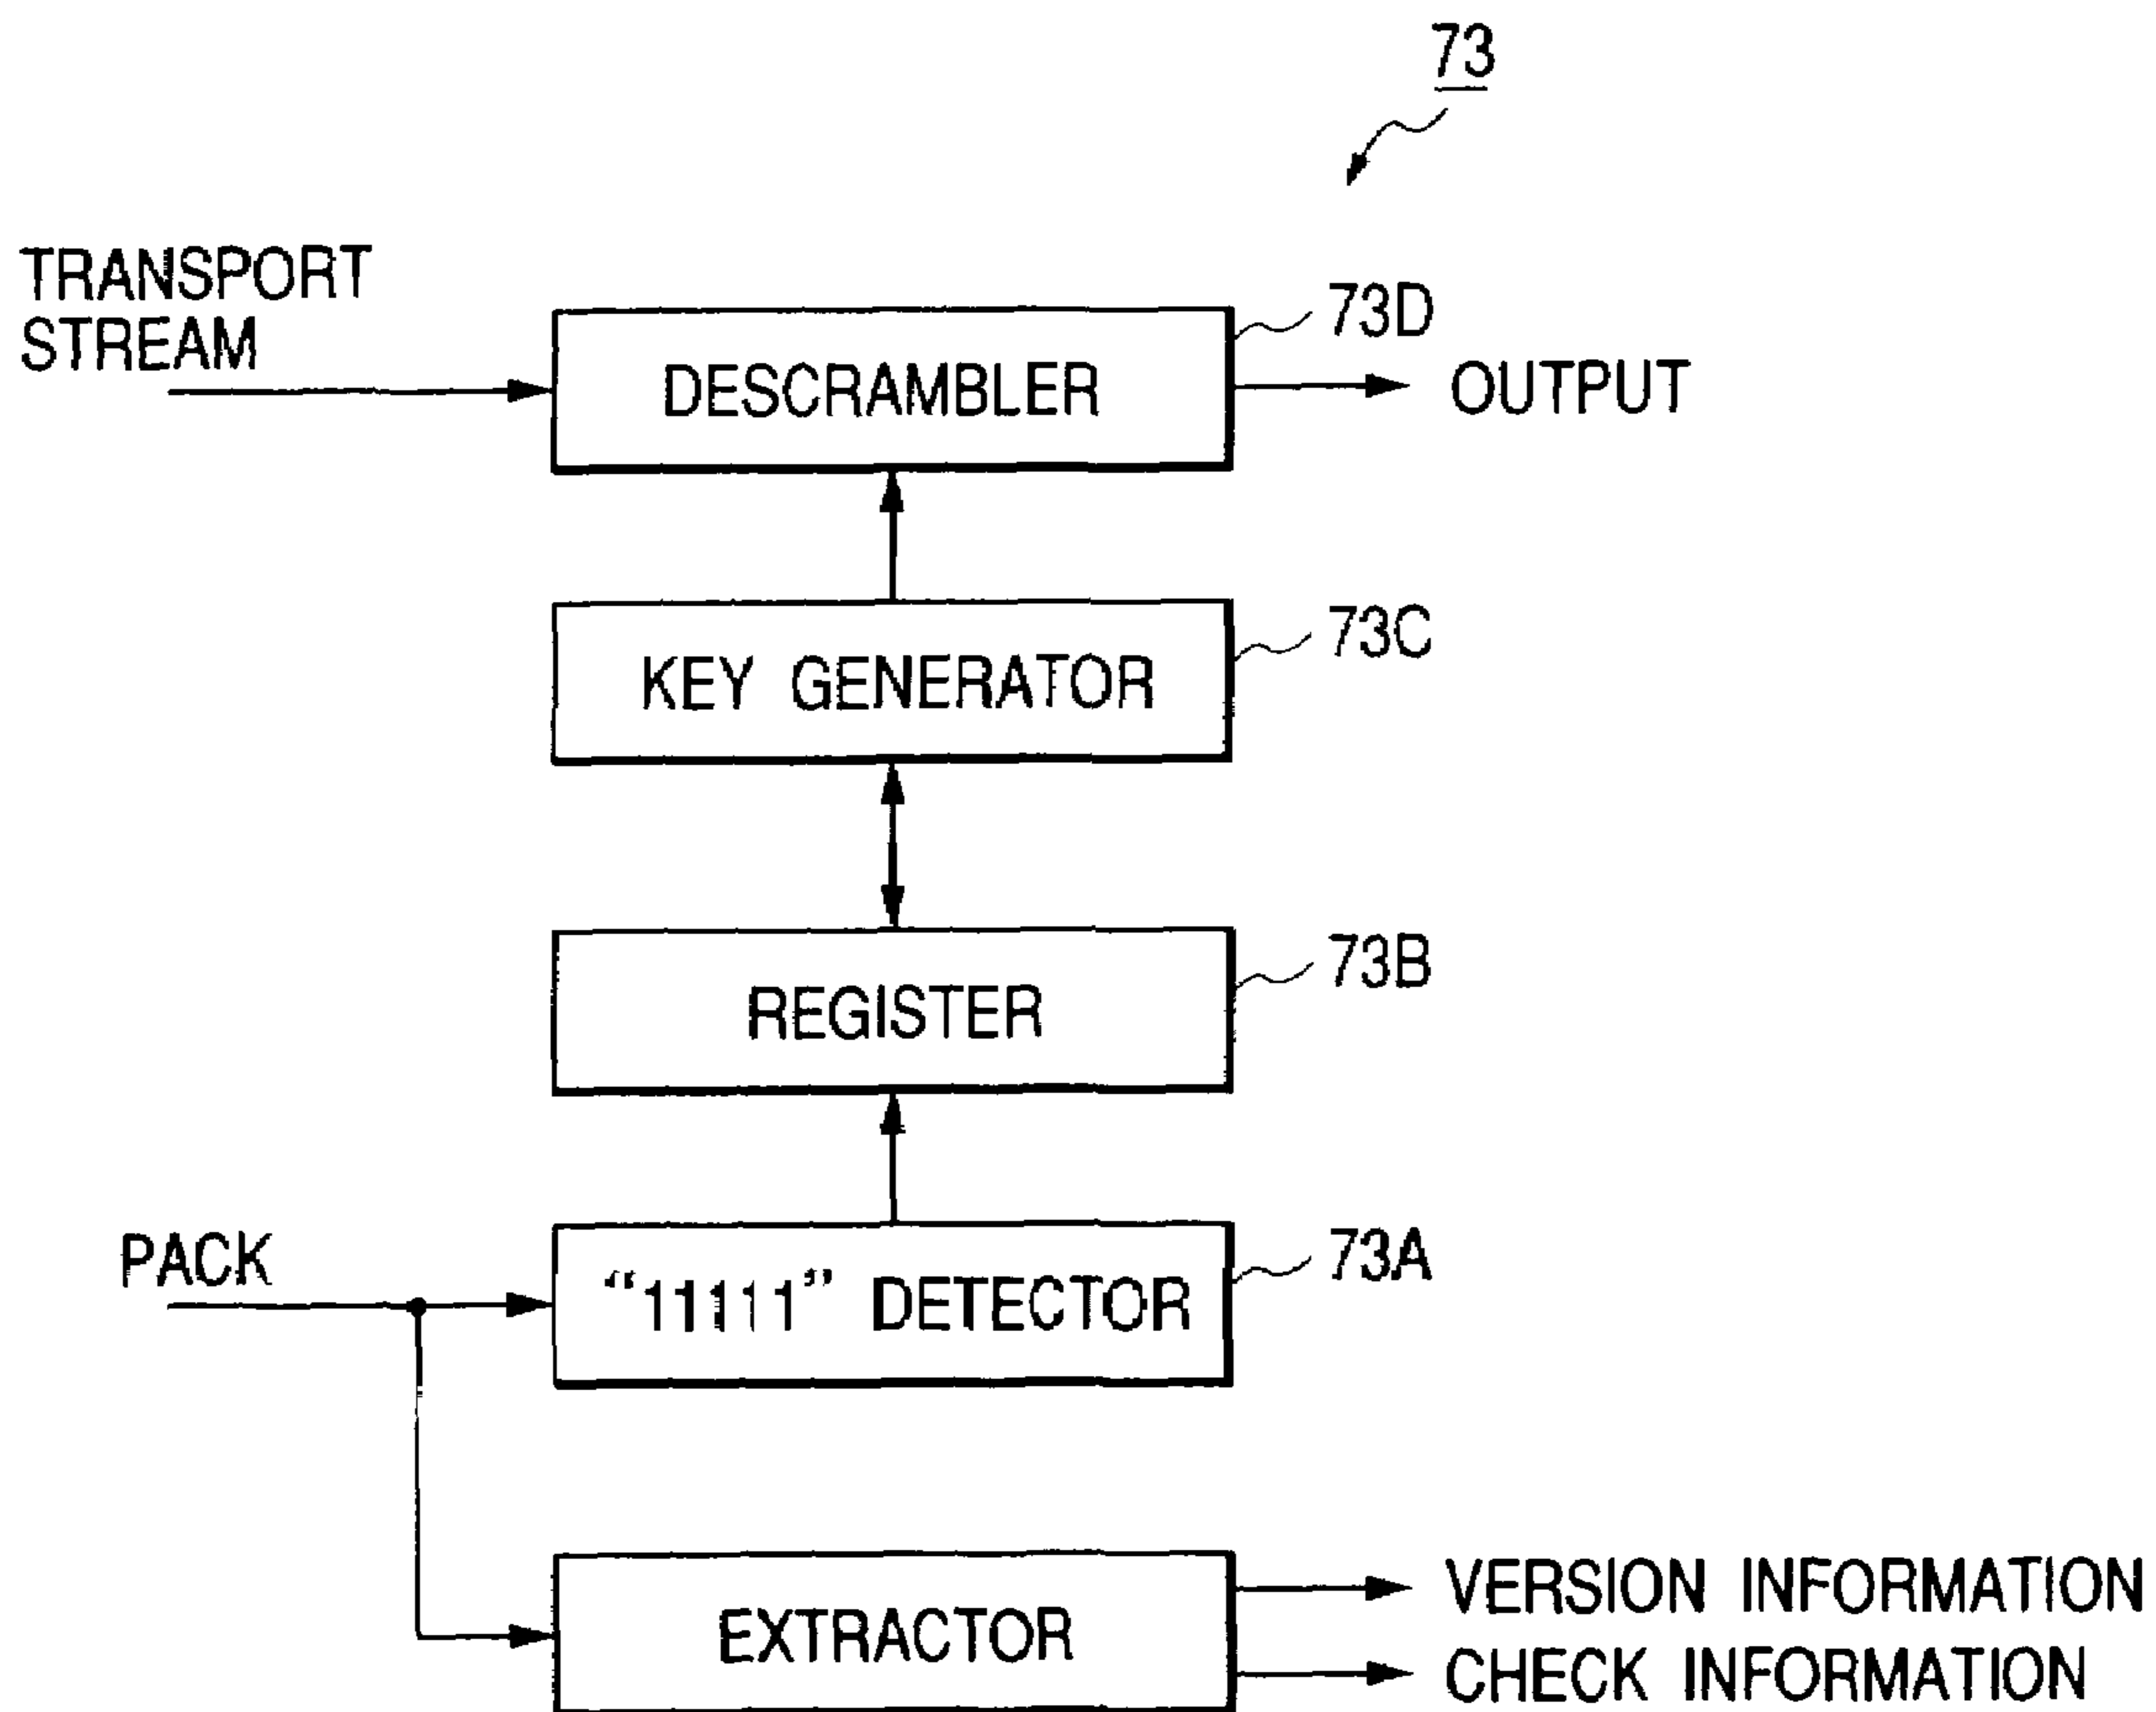 73
TRANSPORT
STREAM
73D
DESCRAMBLER
OUTPUT
73C
KEY GENERATOR
73B
REGISTER
PACK
73A
“11111” DETECTOR
EXTRACTOR
VERSION INFORMATION
CHECK INFORMATION